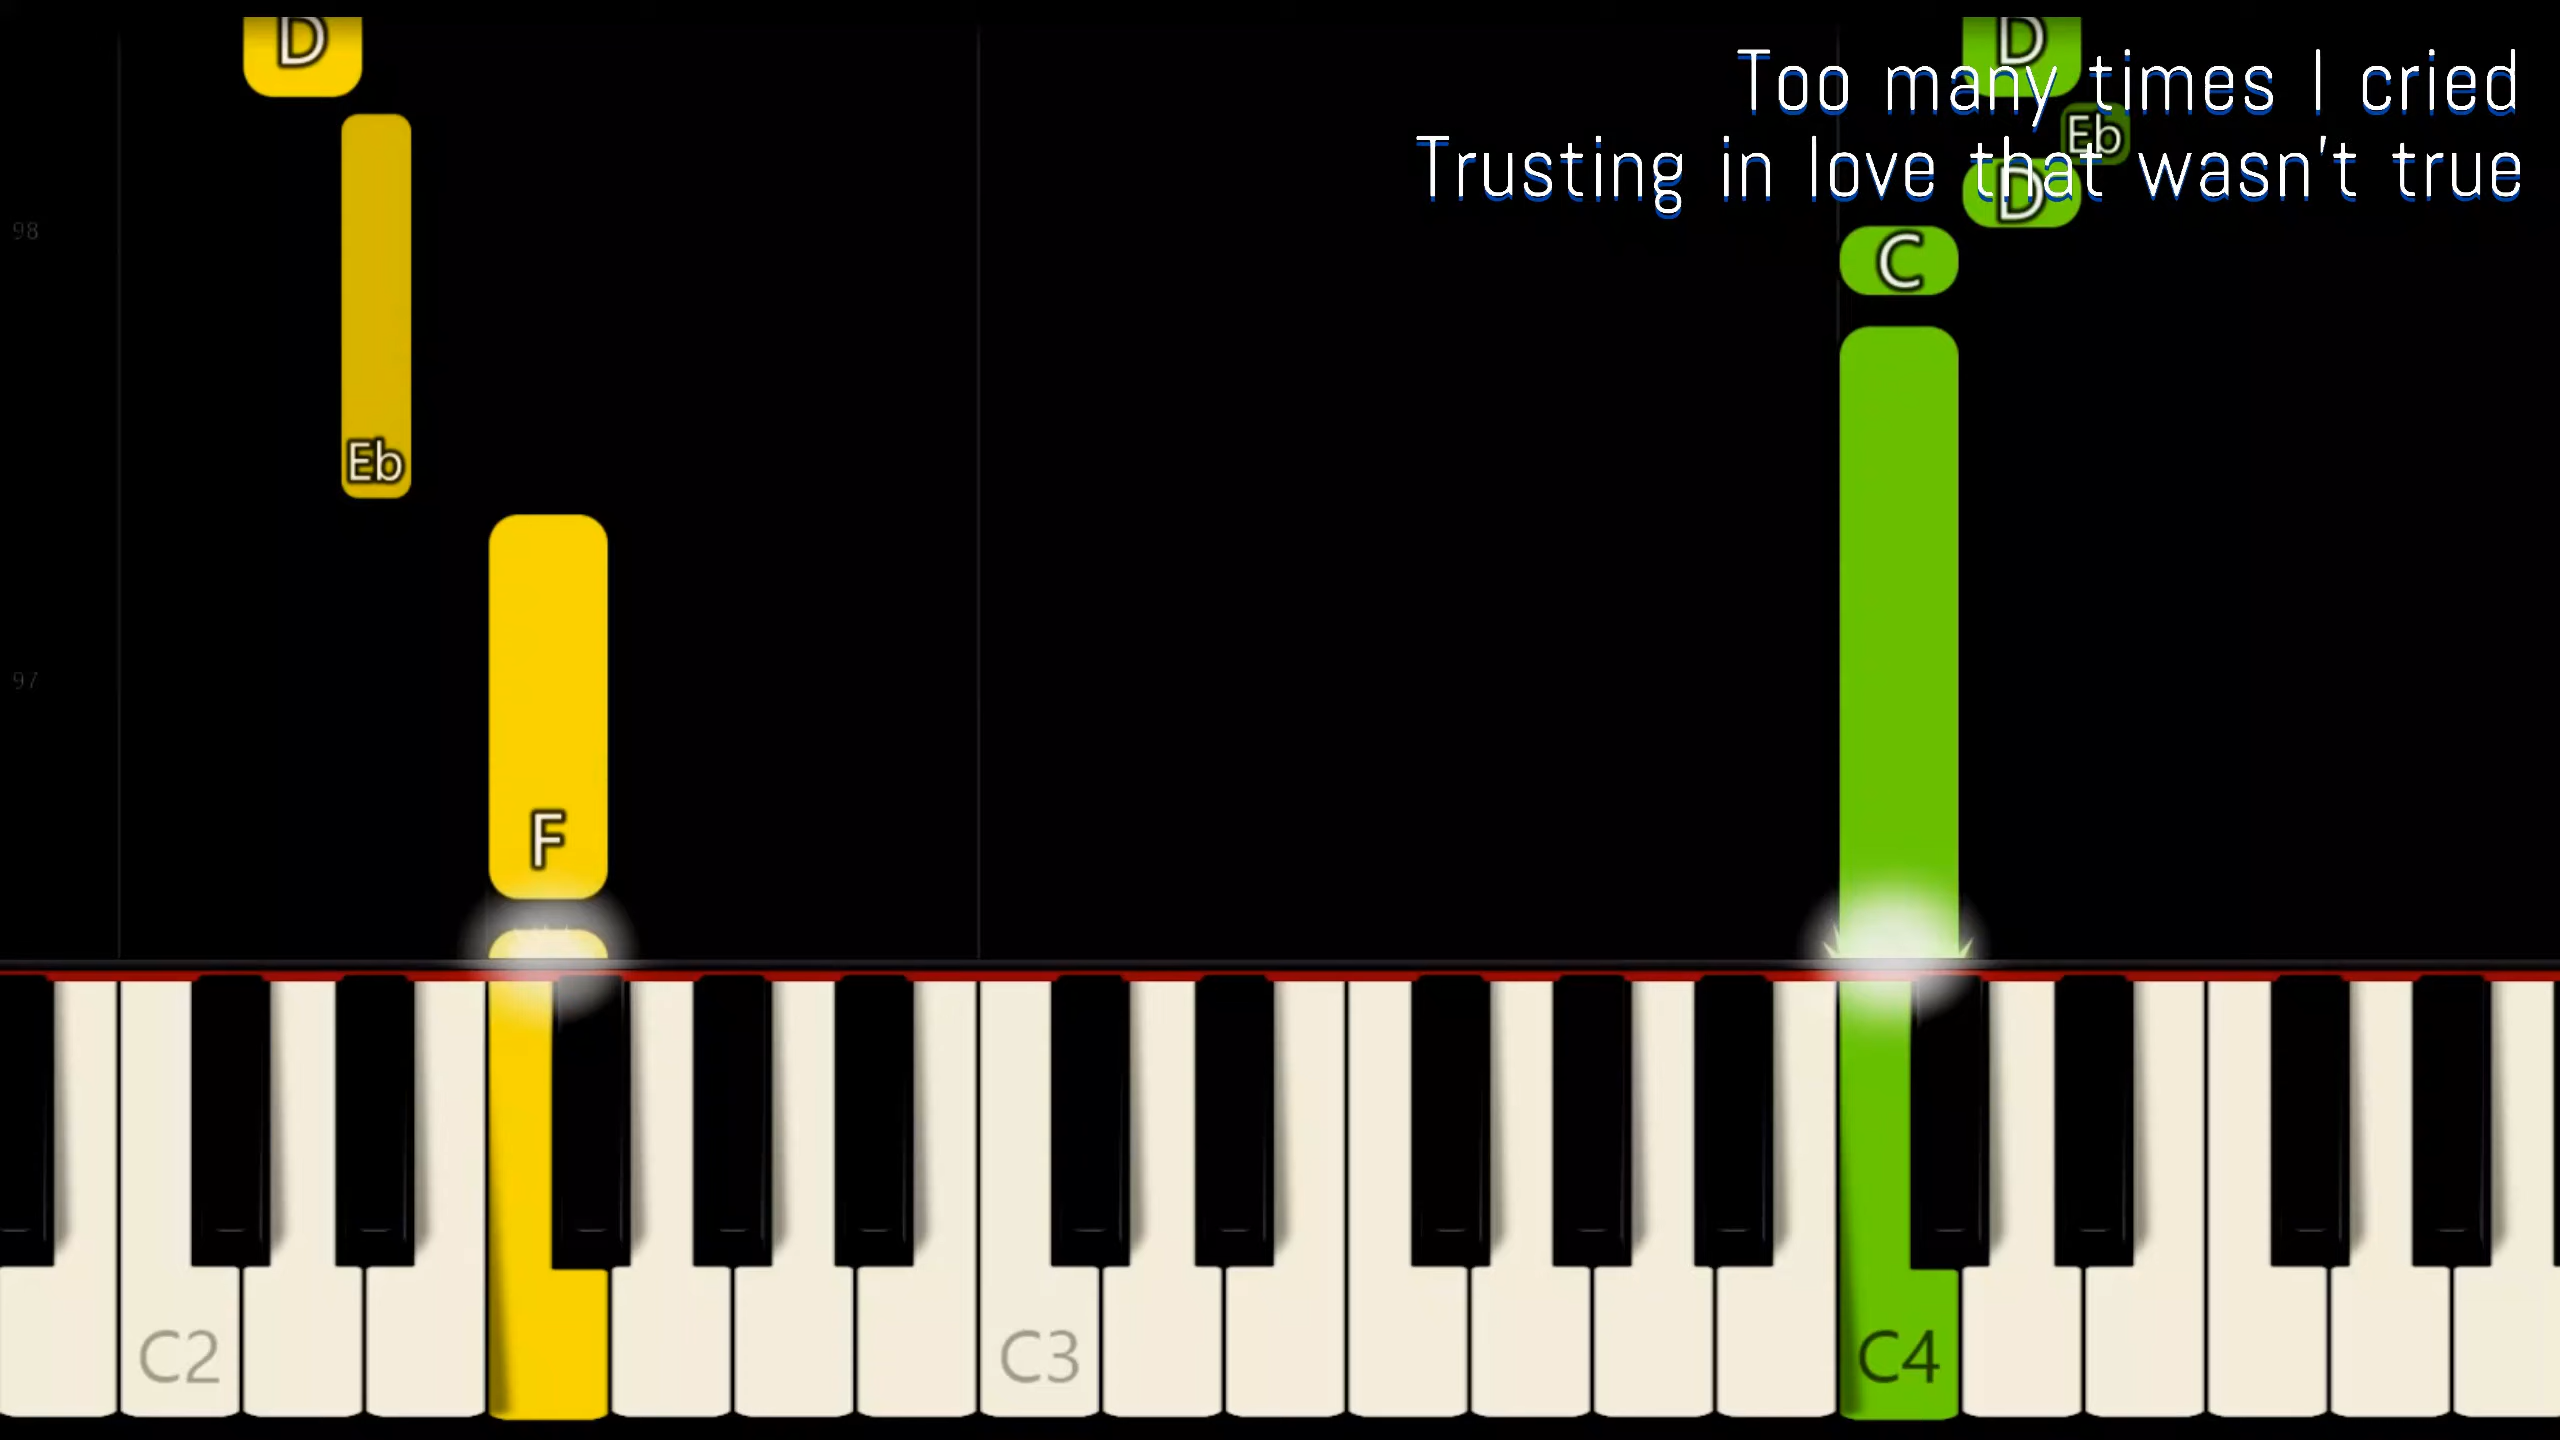 D
D
Too many times I cried
Eb
Trusting in love that wasn't true
D
98
C
Eb
97
F
C2
C3
C4